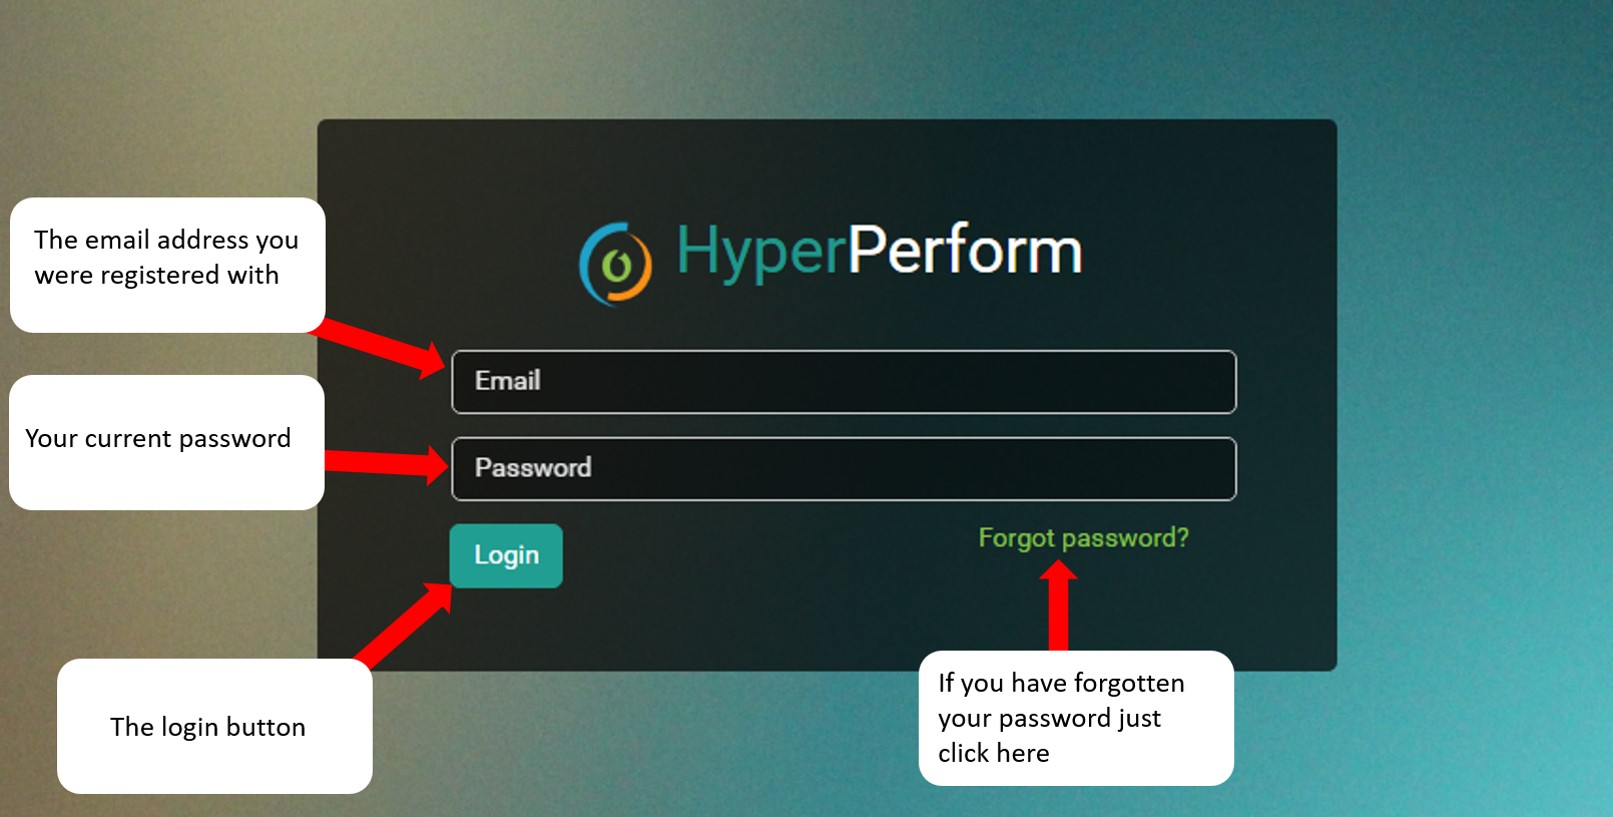 HyperPerform
The email address you
were registered with
Email
Your current password
Password
Login
Forgot password?
The login button
If you have forgotten
your password just
click here